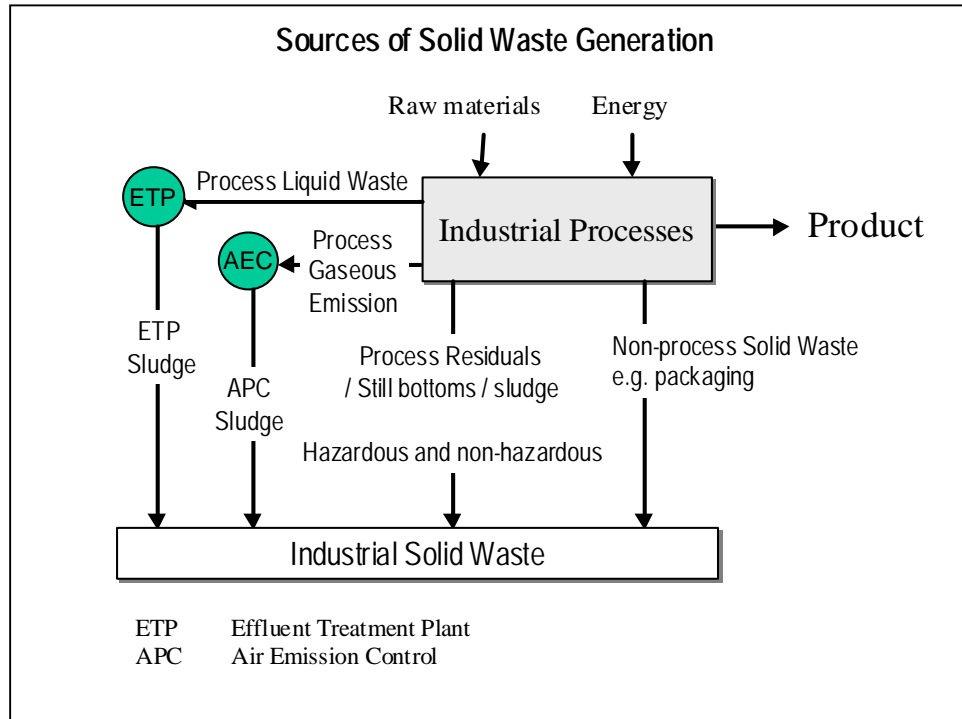 Sources of Solid Waste Generation
Raw materials
Energy
ETP
Process Liquid Waste
Industrial Processes
Product
AEC
Process
Gaseous
Emission
ETP
Sludge
APC
Sludge
Process Residuals
/ Still bottoms / sludge
Non-process Solid Waste
e.g. packaging
Hazardous and non-hazardous
Industrial Solid Waste
ETP Effluent Treatment Plant
APC Air Emission Control